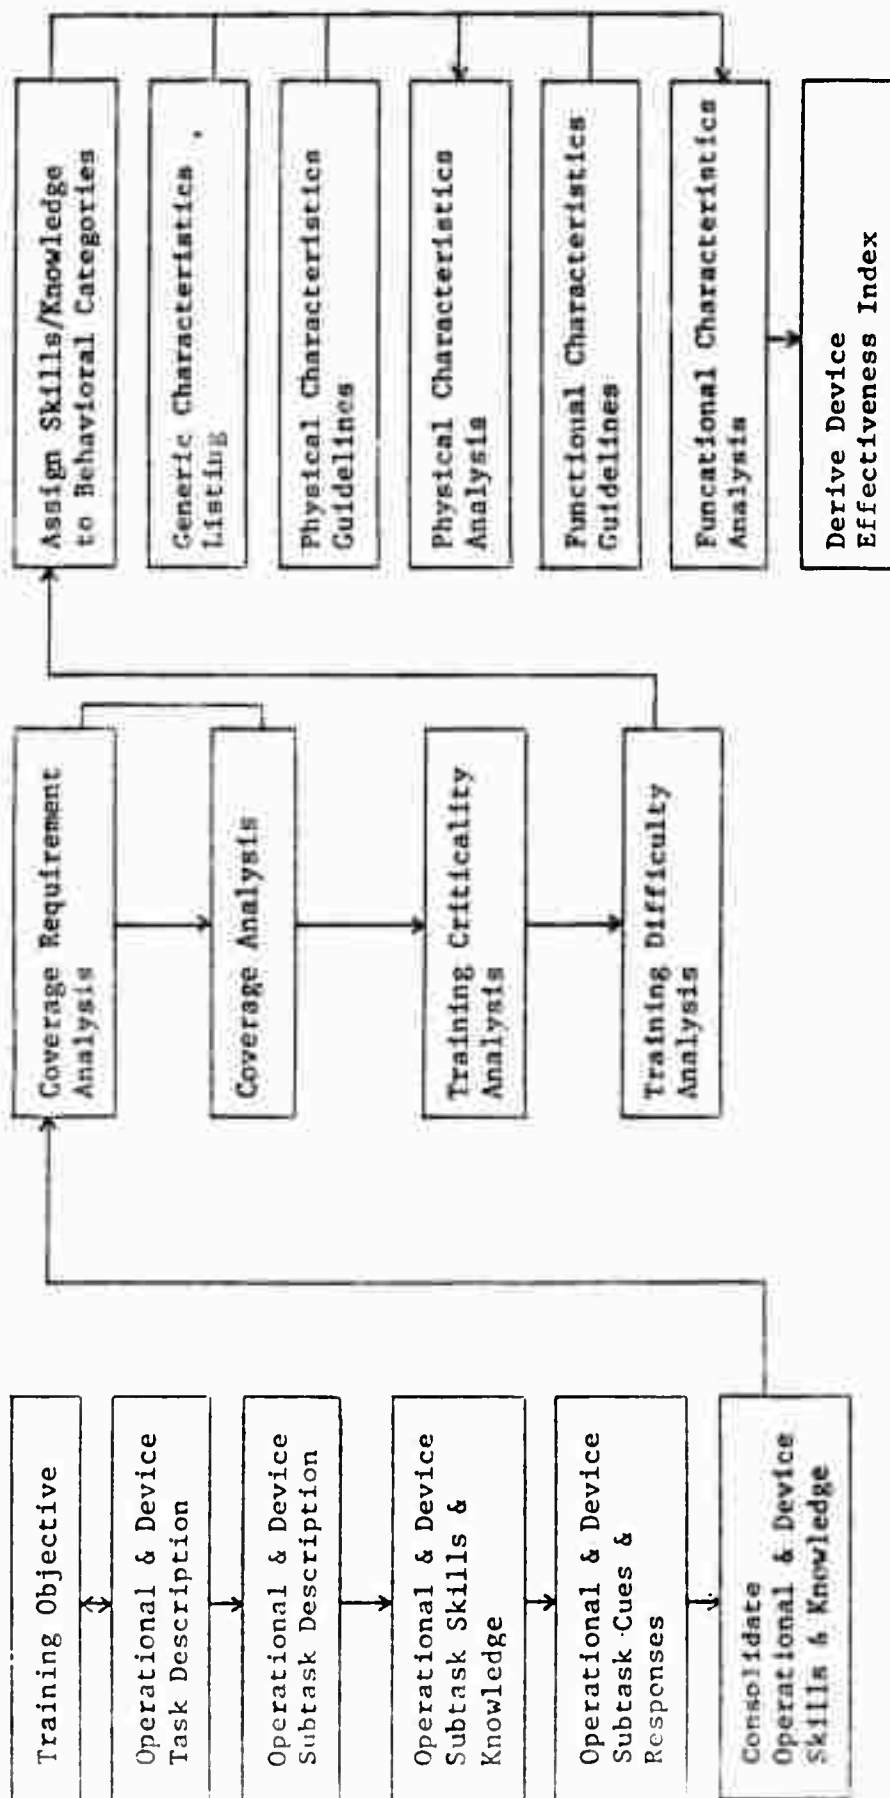 Training Objective
Operational & Device
Task Description
Operational & Device
Subtask Description
Operational & Device
Subtask Skills &
Knowledge
Operational & Device
Subtask Cues &
Responses
Consolidate
Operational & Device
Skills & Knowledge
Coverage Requirement
Analysis
Coverage Analysis
Training Criticality
Analysis
Training Difficulty
Analysis
Assign Skills/Knowledge
to Behavioral Categories
Generic Characteristics
Listing
Physical Characteristics
Guidelines
Physical Characteristics
Analysis
Functional Characteristics
Guidelines
Funcational Characteristics
Analysis
Derive Device
Effectiveness Index